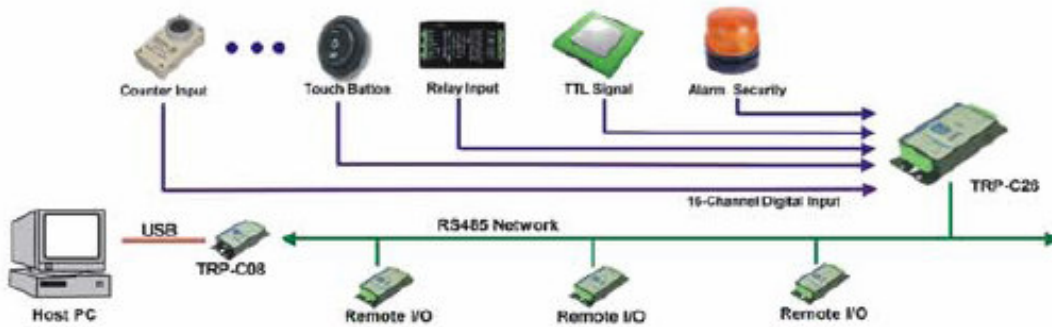 Counter Input
Touch Button
Relay Input
TTL Signal
Alarm Security
TRP-C26
16-Channel Digital Input
USB
RS485 Network
TRP-C08
Host PC
Remote I/O
Remote I/O
Remote I/O